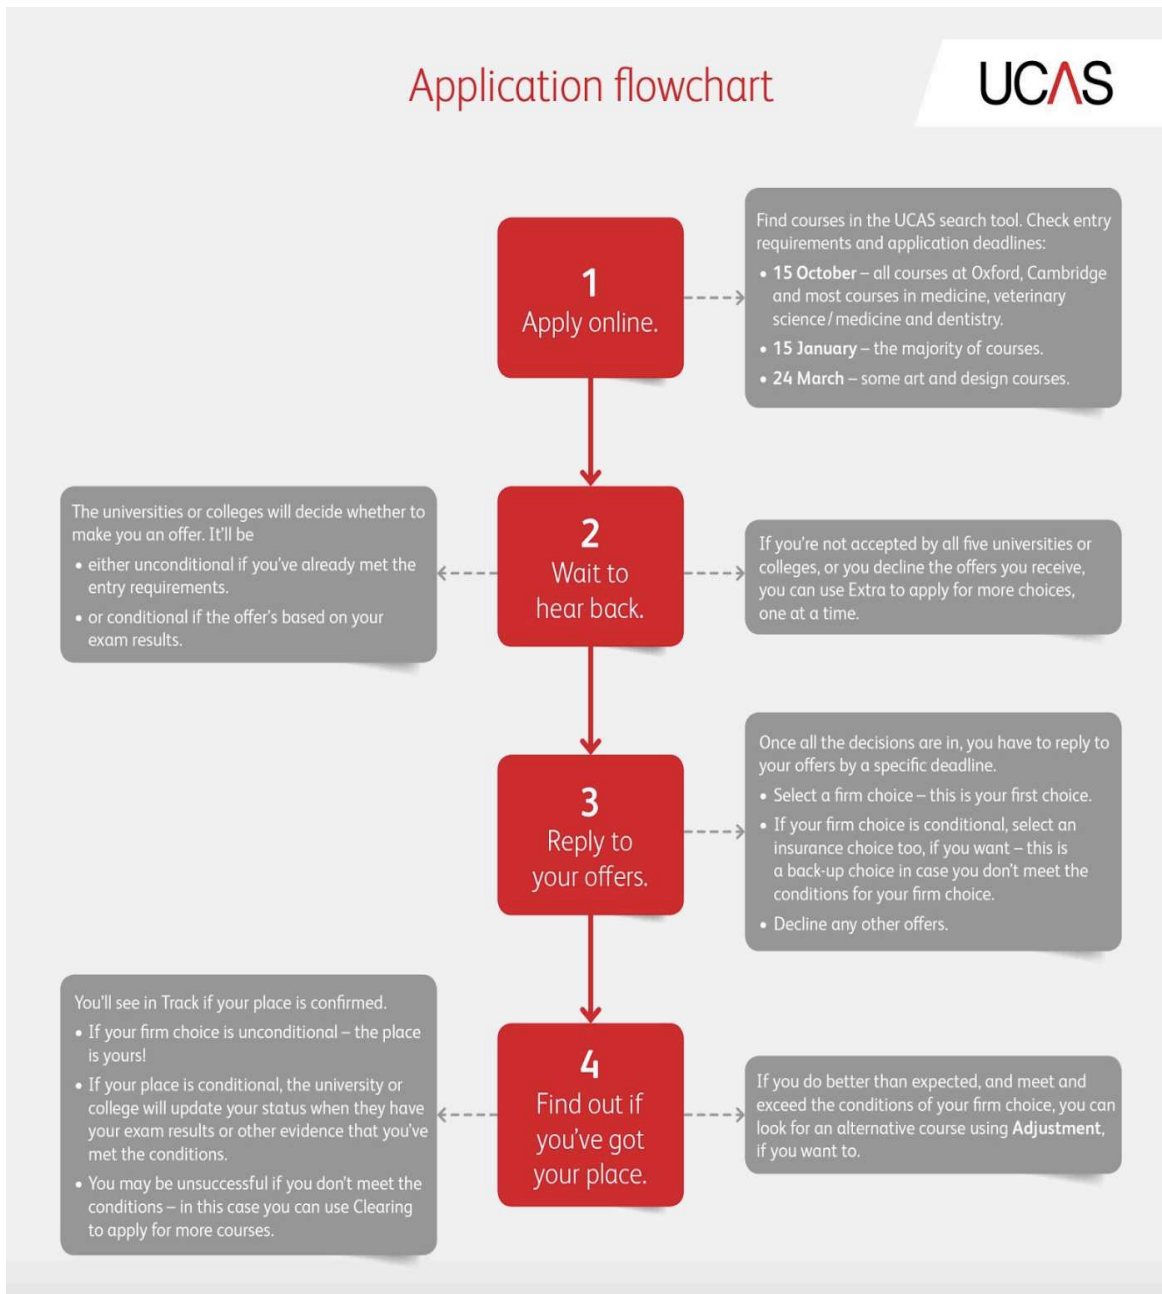 Application flowchart
UCAS
1
Apply online.
Find courses in the UCAS search tool. Check entry
requirements and application deadlines:
• 15 October – all courses at Oxford, Cambridge
and most courses in medicine, veterinary
science/medicine and dentistry.
• 15 January – the majority of courses.
• 24 March – some art and design courses.
The universities or colleges will decide whether to
make you an offer. It'll be
• either unconditional if you've already met the
entry requirements.
• or conditional if the offer's based on your
exam results.
2
Wait to
hear back.
If you're not accepted by all five universities or
colleges, or you decline the offers you receive,
you can use Extra to apply for more choices,
one at a time.
3
Reply to
your offers.
Once all the decisions are in, you have to reply to
your offers by a specific deadline.
• Select a firm choice – this is your first choice.
• If your firm choice is conditional, select an
insurance choice too, if you want – this is
a back-up choice in case you don't meet the
conditions for your firm choice.
• Decline any other offers.
You'll see in Track if your place is confirmed.
• If your firm choice is unconditional – the place
is yours!
• If your place is conditional, the university or
college will update your status when they have
your exam results or other evidence that you've
met the conditions.
• You may be unsuccessful if you don't meet the
conditions – in this case you can use Clearing
to apply for more courses.
4
Find out if
you've got
your place.
If you do better than expected, and meet and
exceed the conditions of your firm choice, you can
look for an alternative course using Adjustment,
if you want to.